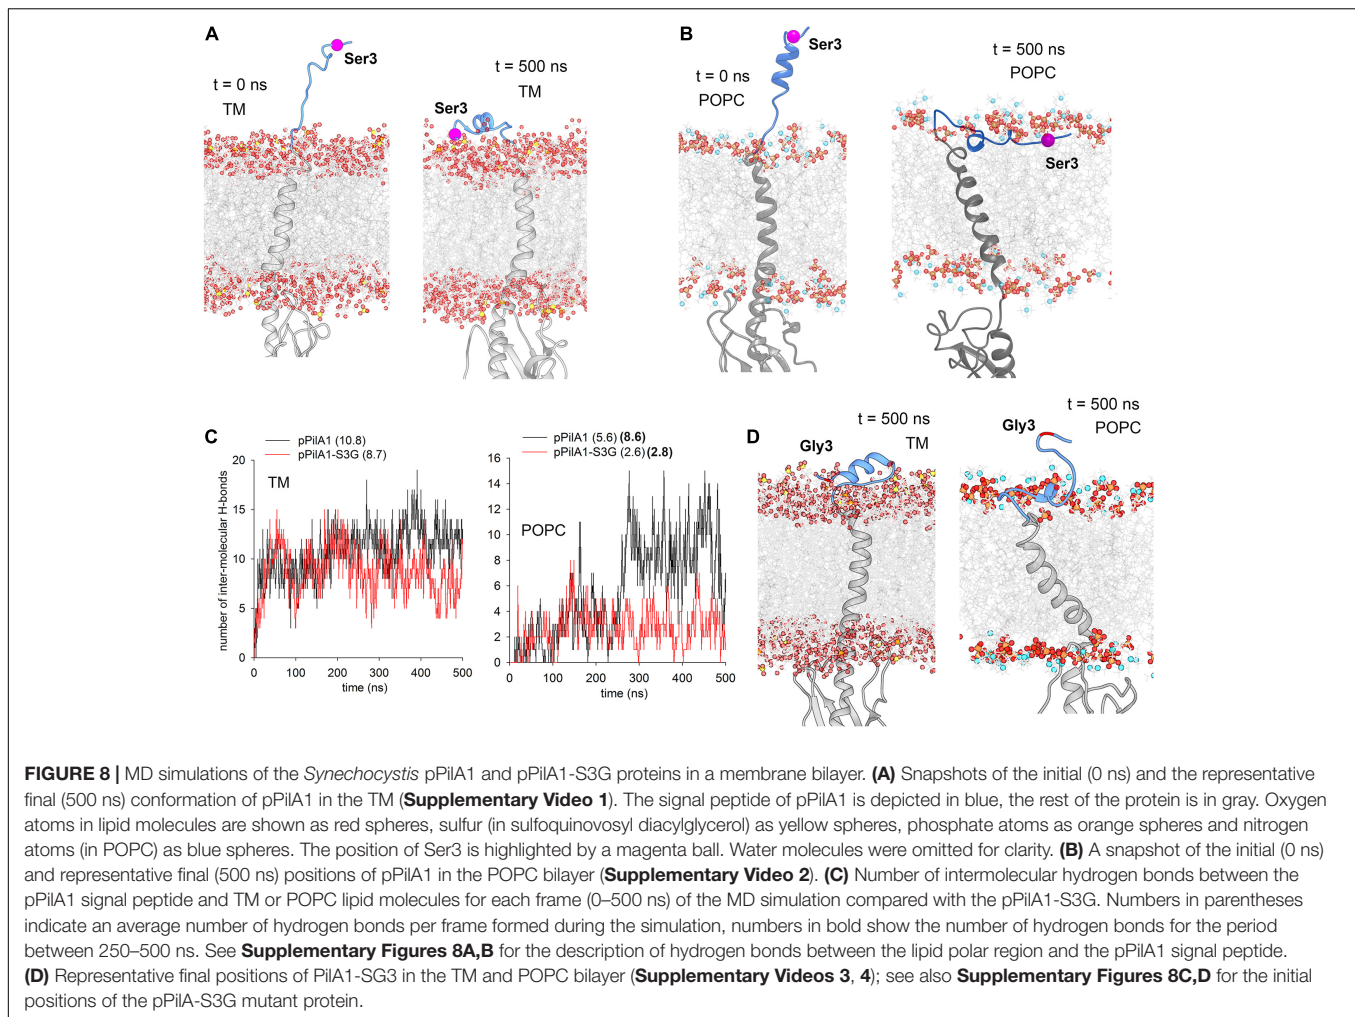 A
Ser3
t = 0 ns
TM
t = 500 ns
TM
Ser3
B
Ser3
t = 0 ns
POPC
t = 500 ns
POPC
Ser3
C
pPilA1 (10.8)
pPilA1-S3G (8.7)
TM
number of inter-molecular H-bonds
20
15
10
5
0
0 100 200 300 400 500
time (ns)
pPilA1 (5.6) (8.6)
pPilA1-S3G (2.6) (2.8)
POPC
16
14
12
10
8
6
4
2
0
0 100 200 300 400 500
time (ns)
D
Gly3
t = 500 ns
TM
Gly3
t = 500 ns
POPC
FIGURE 8 | MD simulations of the Synechocystis pPilA1 and pPilA1-S3G proteins in a membrane bilayer. (A) Snapshots of the initial (0 ns) and the representative
final (500 ns) conformation of pPilA1 in the TM (Supplementary Video 1). The signal peptide of pPilA1 is depicted in blue, the rest of the protein is in gray. Oxygen
atoms in lipid molecules are shown as red spheres, sulfur (in sulfoquinovosyl diacylglycerol) as yellow spheres, phosphate atoms as orange spheres and nitrogen
atoms (in POPC) as blue spheres. The position of Ser3 is highlighted by a magenta ball. Water molecules were omitted for clarity. (B) A snapshot of the initial (0 ns)
and representative final (500 ns) positions of pPilA1 in the POPC bilayer (Supplementary Video 2). (C) Number of intermolecular hydrogen bonds between the
pPilA1 signal peptide and TM or POPC lipid molecules for each frame (0–500 ns) of the MD simulation compared with the pPilA1-S3G. Numbers in parentheses
indicate an average number of hydrogen bonds per frame formed during the simulation, numbers in bold show the number of hydrogen bonds for the period
between 250–500 ns. See Supplementary Figures 8A,B for the description of hydrogen bonds between the lipid polar region and the pPilA1 signal peptide.
(D) Representative final positions of PilA1-SG3 in the TM and POPC bilayer (Supplementary Videos 3, 4); see also Supplementary Figures 8C,D for the initial
positions of the pPilA-S3G mutant protein.